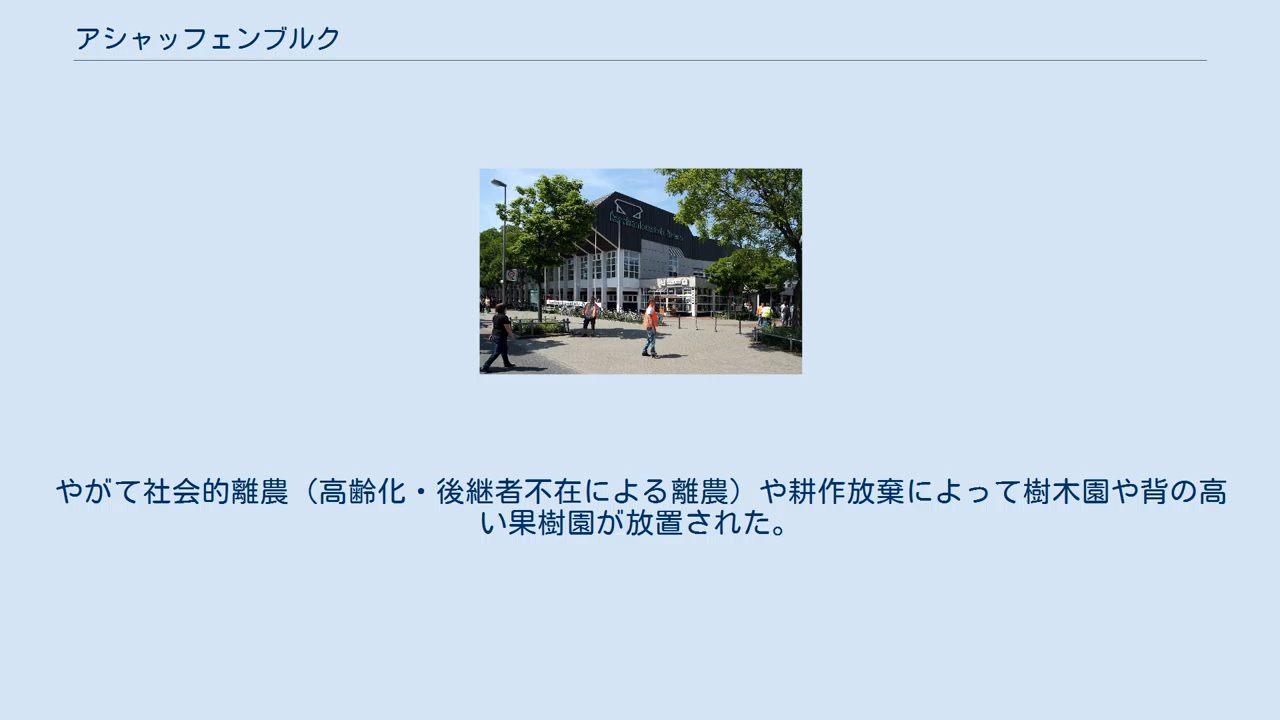 アシャッフェンブルク
やがて社会的離農（高齢化・後継者不在による離農）や耕作放棄によって樹木園や背の高
い果樹園が放置された。